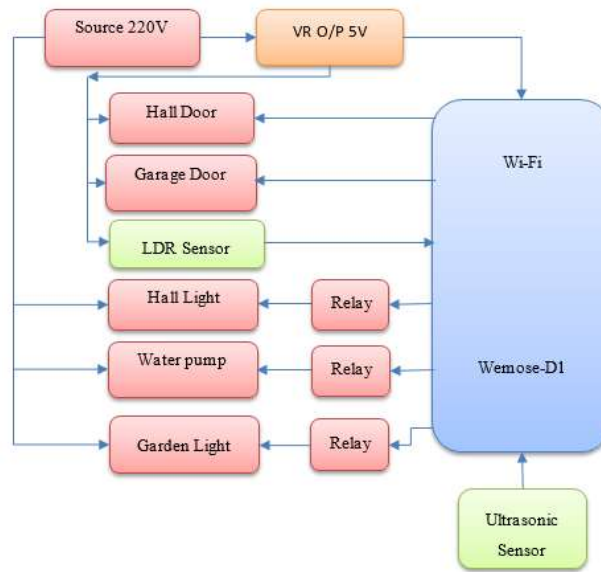 Source 220V
VR O/P 5V
Hall Door
Wi-Fi
Garage Door
LDR Sensor
Hall Light
Relay
Water pump
Relay
Wemose-D1
Garden Light
Relay
Ultrasonic
Sensor